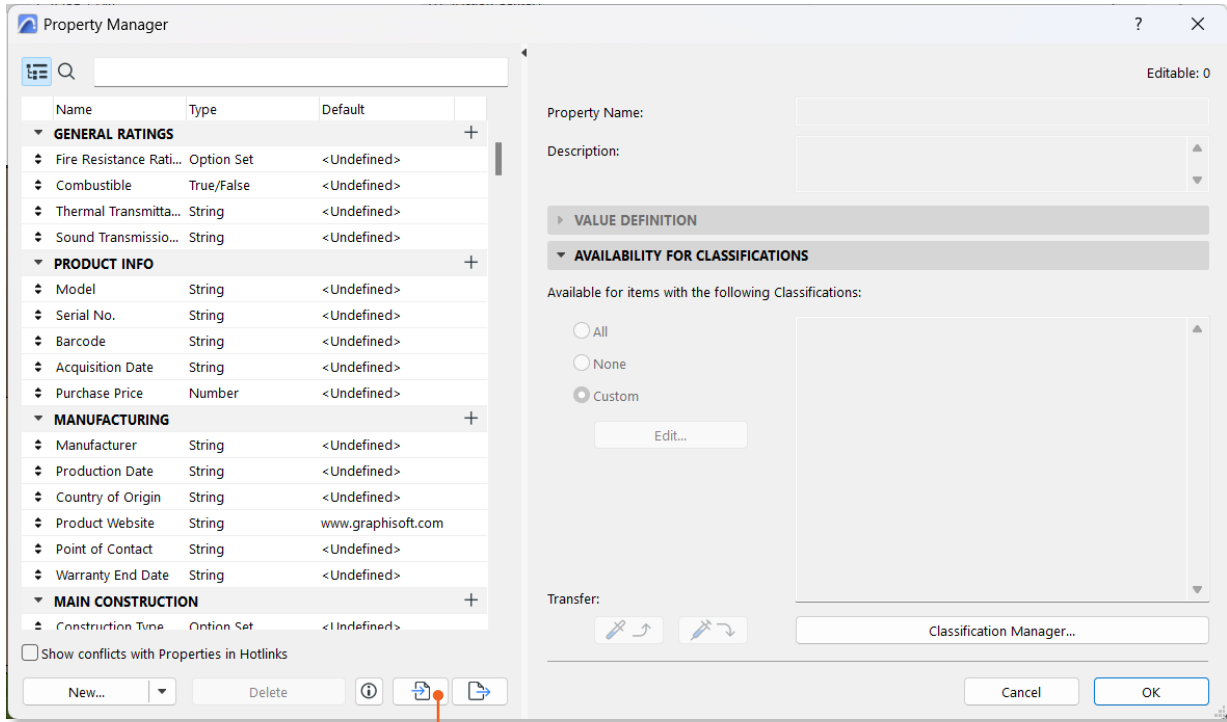 Property Manager
?
Editable: 0
Name Type Default
GENERAL RATINGS
Fire Resistance Rati... Option Set <Undefined>
Combustible True/False <Undefined>
Thermal Transmitta... String <Undefined>
Sound Transmissio... String <Undefined>
PRODUCT INFO
Model String <Undefined>
Serial No. String <Undefined>
Barcode String <Undefined>
Acquisition Date String <Undefined>
Purchase Price Number <Undefined>
MANUFACTURING
Manufacturer String <Undefined>
Production Date String <Undefined>
Country of Origin String <Undefined>
Product Website String www.graphisoft.com
Point of Contact String <Undefined>
Warranty End Date String <Undefined>
MAIN CONSTRUCTION
Construction Type Option Set <Undefined>
Show conflicts with Properties in Hotlinks
New... Delete
Property Name:
Description:
VALUE DEFINITION
AVAILABILITY FOR CLASSIFICATIONS
Available for items with the following Classifications:
All
None
Custom
Edit...
Transfer:
Classification Manager...
Cancel OK